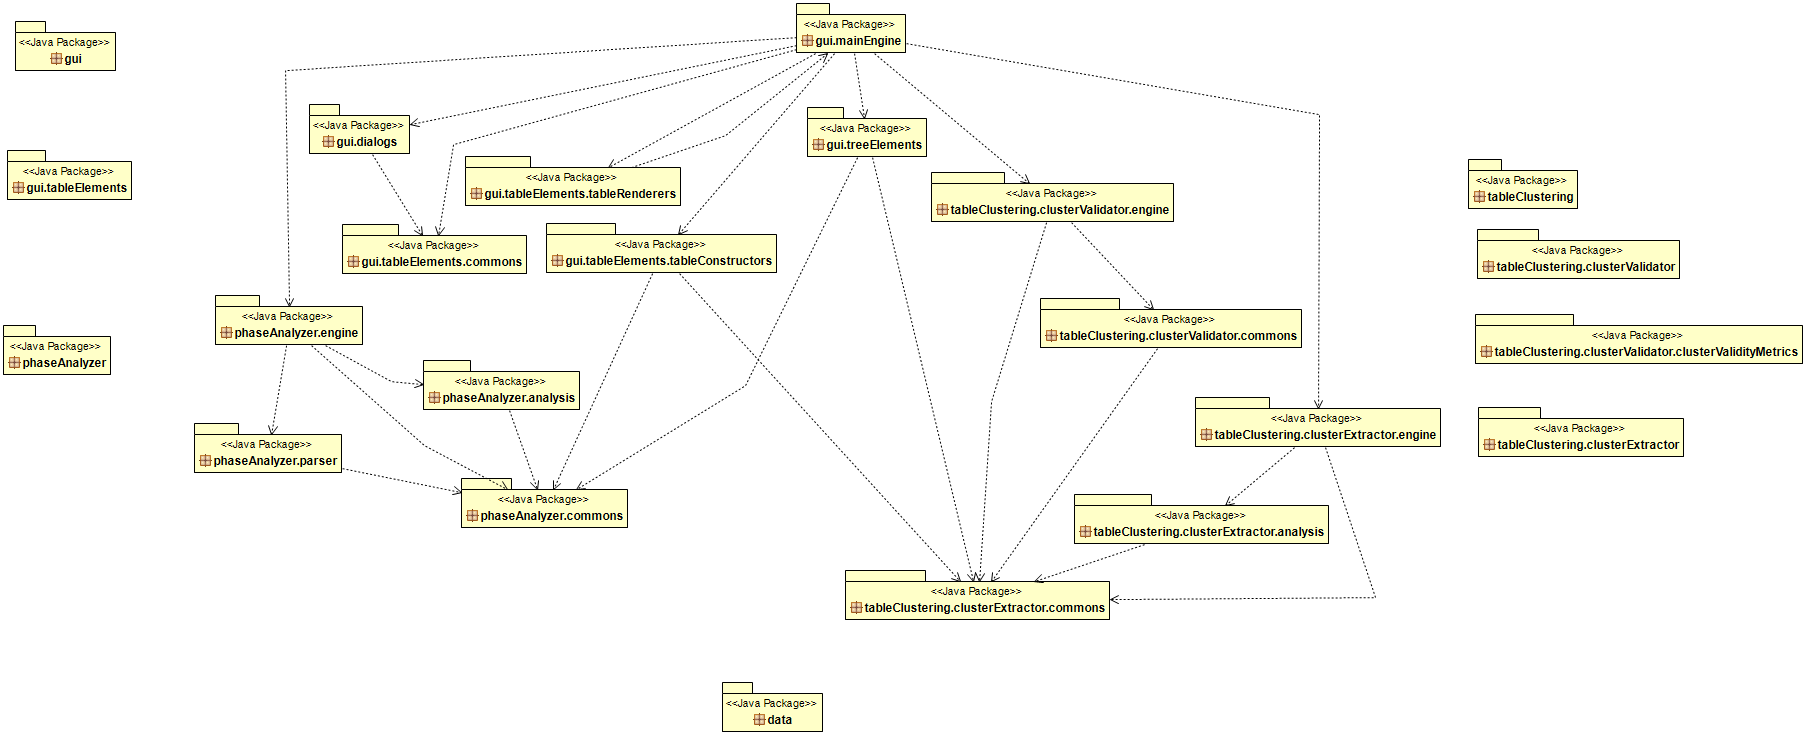 <<Java Package>>
gui.mainEngine
<<Java Package>>
gui
<<Java Package>>
gui.dialogs
<<Java Package>>
gui.treeElements
<<Java Package>>
gui.tableElements
<<Java Package>>
gui.tableElements.tableRenderers
<<Java Package>>
tableClustering.clusterValidator.engine
<<Java Package>>
tableClustering
<<Java Package>>
gui.tableElements.commons
<<Java Package>>
gui.tableElements.tableConstructors
<<Java Package>>
tableClustering.clusterValidator
<<Java Package>>
phaseAnalyzer.engine
<<Java Package>>
tableClustering.clusterValidator.commons
<<Java Package>>
phaseAnalyzer
<<Java Package>>
tableClustering.clusterValidator.clusterValidityMetrics
<<Java Package>>
phaseAnalyzer.analysis
<<Java Package>>
tableClustering.clusterExtractor.engine
<<Java Package>>
tableClustering.clusterExtractor
<<Java Package>>
phaseAnalyzer.parser
<<Java Package>>
phaseAnalyzer.commons
<<Java Package>>
tableClustering.clusterExtractor.analysis
<<Java Package>>
tableClustering.clusterExtractor.commons
<<Java Package>>
data